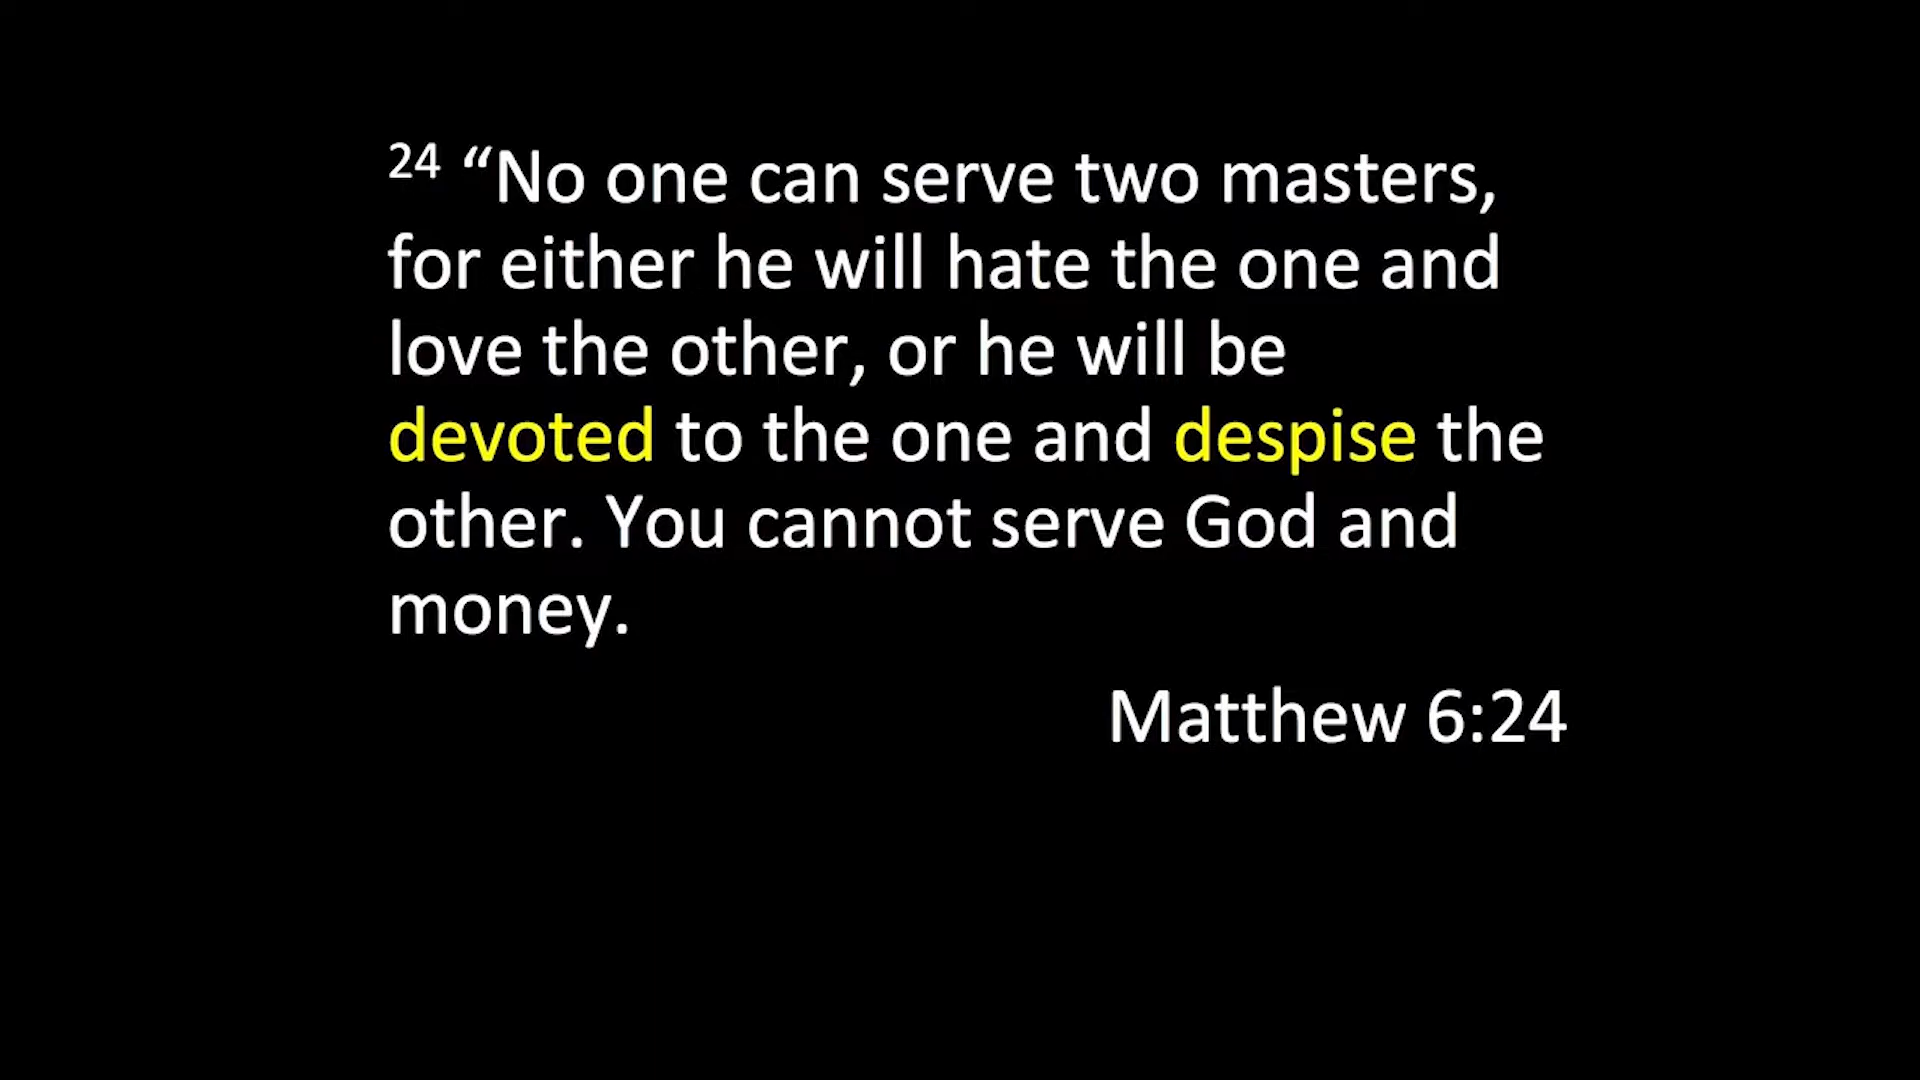 24 “No one can serve two masters,
for either he will hate the one and
love the other, or he will be
devoted to the one and despise the
other. You cannot serve God and
money.
Matthew 6:24